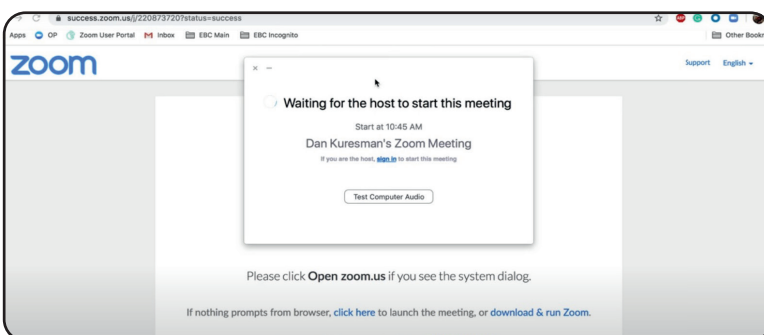 success.zoom.us/j/220873720?status=success
Apps OP Zoom User Portal Inbox EBC Main EBC Incognito Other Bookr
zoom
Support English
Waiting for the host to start this meeting
Start at 10:45 AM
Dan Kuresman's Zoom Meeting
If you are the host, sign in to start this meeting
Test Computer Audio
Please click Open zoom.us if you see the system dialog.
If nothing prompts from browser, click here to launch the meeting, or download & run Zoom.